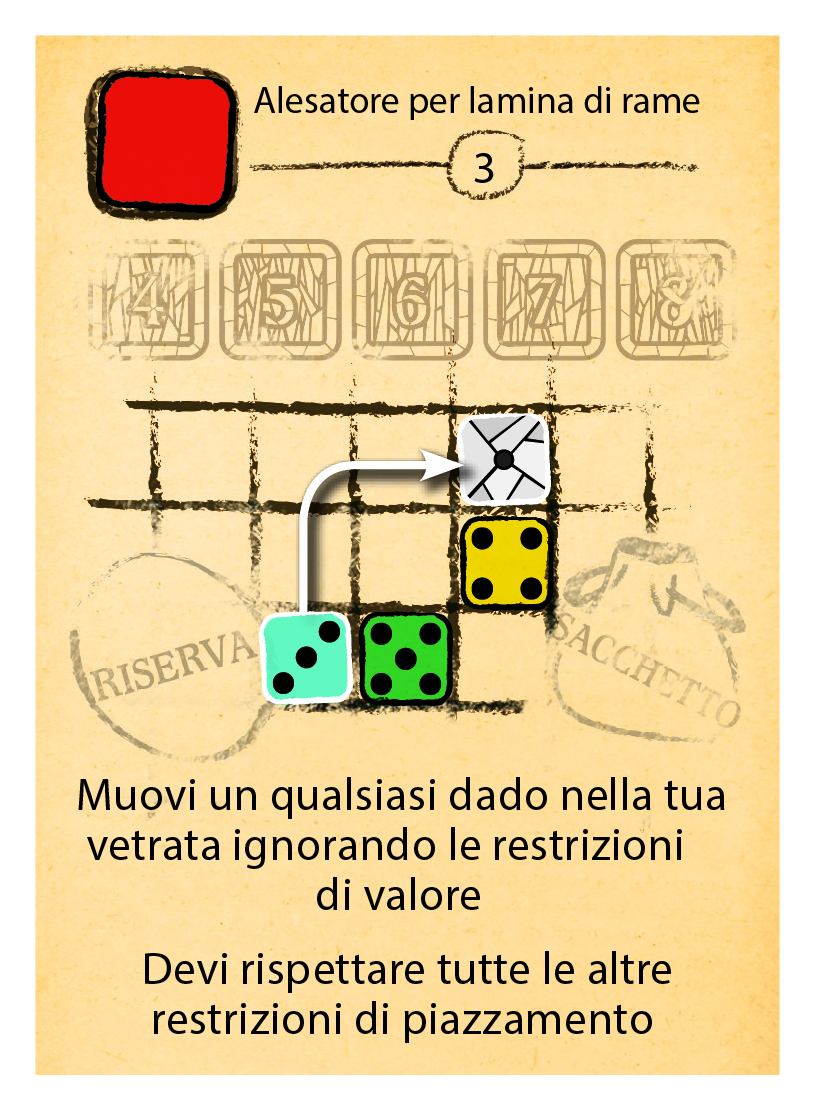 Alesatore per lamina di rame
3
4 5 6 7 8
RISERVA
SACCHETTO
Muovi un qualsiasi dado nella tua
vetrata ignorando le restrizioni
di valore
Devi rispettare tutte le altre
restrizioni di piazzamento